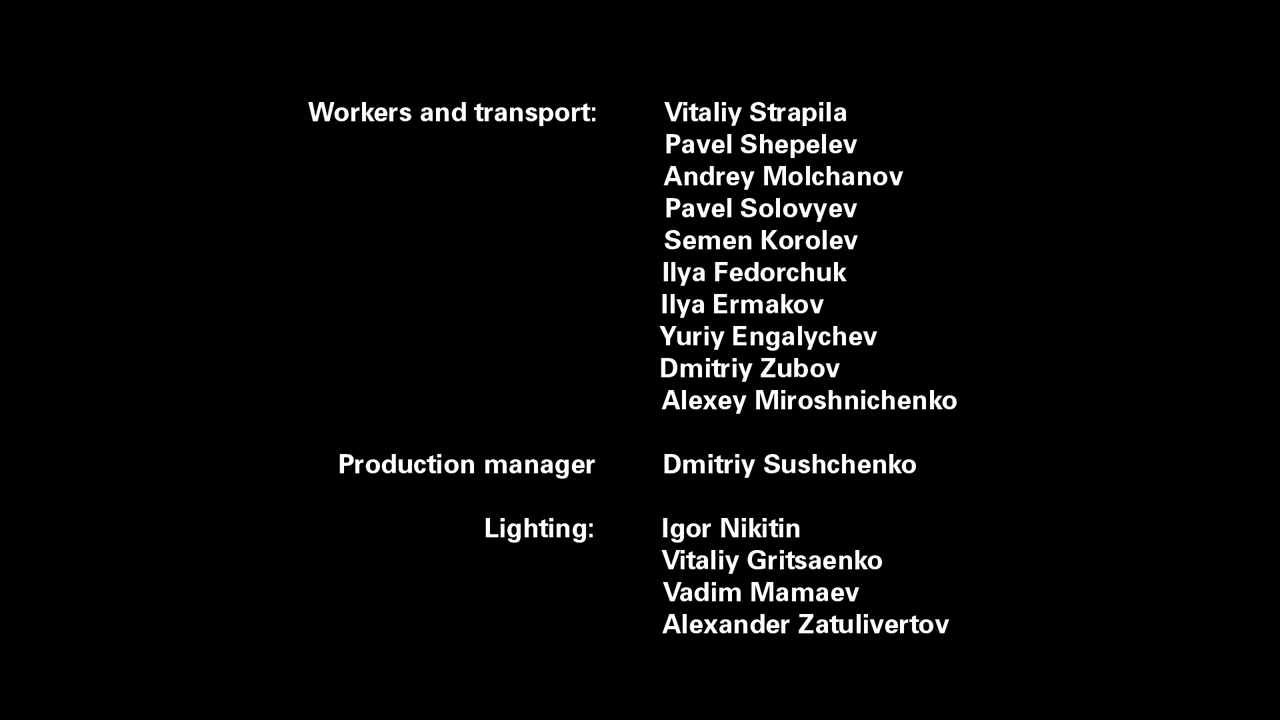 Workers and transport: Vitaliy Strapila
Pavel Shepelev
Andrey Molchanov
Pavel Solovyev
Semen Korolev
Ilya Fedorchuk
Ilya Ermakov
Yuriy Engalychev
Dmitriy Zubov
Alexey Miroshnichenko
Production manager Dmitriy Sushchenko
Lighting: Igor Nikitin
Vitaliy Gritsaenko
Vadim Mamaev
Alexander Zatulivertov